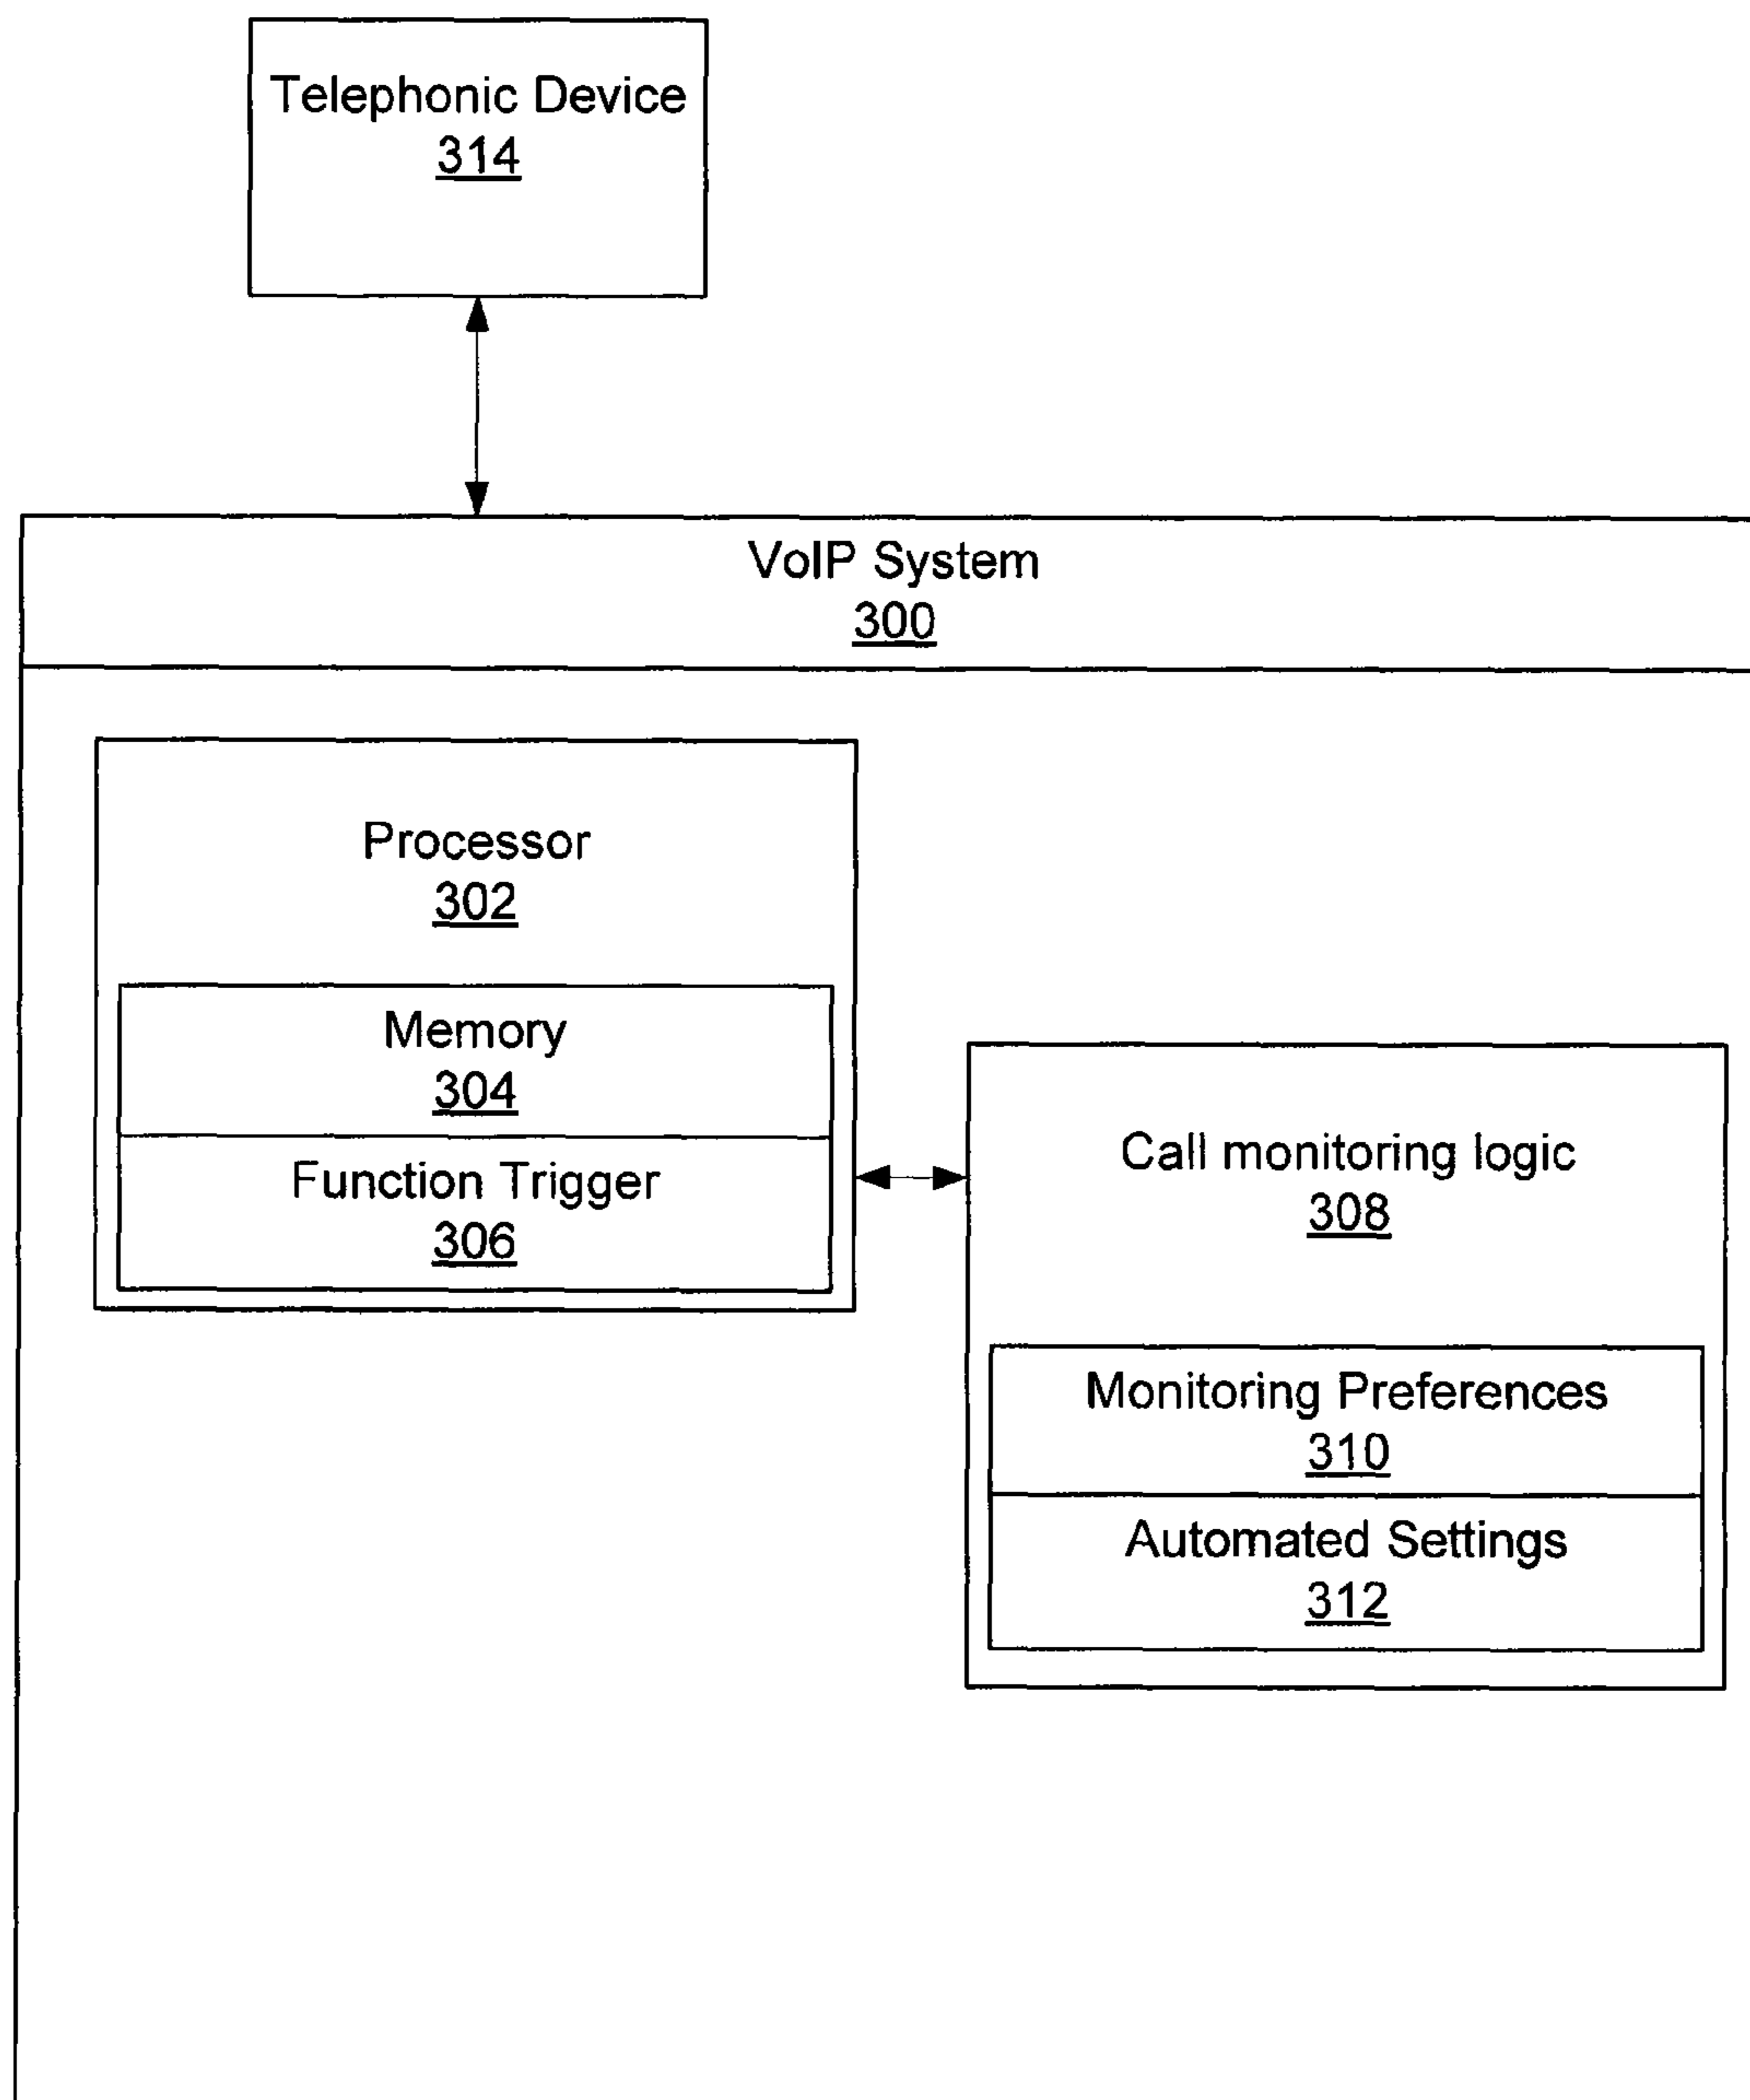 Telephonic Device
314
VoIP System
300
Processor
302
Memory
304
Function Trigger
306
Call monitoring logic
308
Monitoring Preferences
310
Automated Settings
312